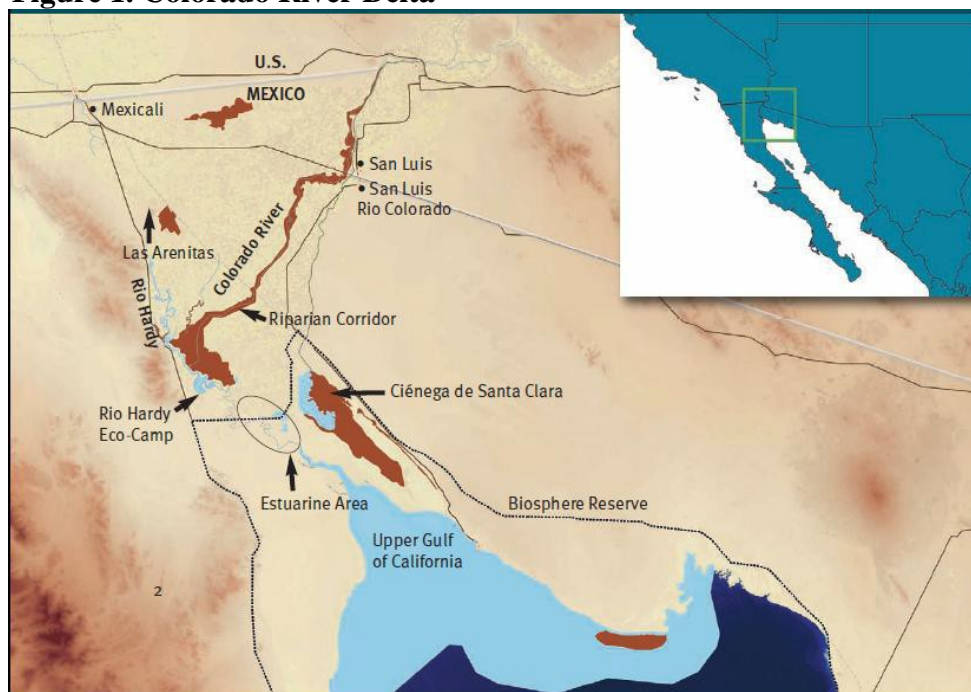 Figure 1. Colorado River Delta
U.S.
MEXICO
Mexicali
San Luis
San Luis
Rio Colorado
Las Arenitas
Colorado River
Rio Hardy
Riparian Corridor
Ciénega de Santa Clara
Rio Hardy
Eco-Camp
Estuarine Area
Biosphere Reserve
Upper Gulf
of California
2